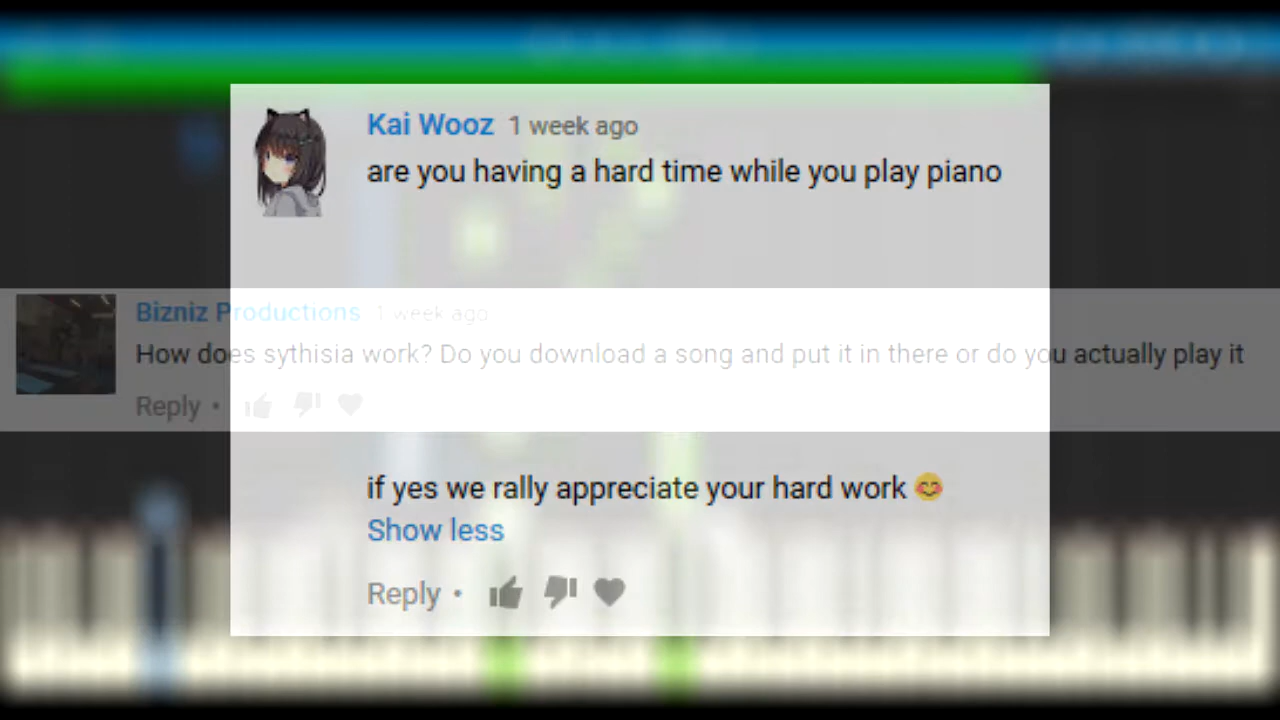 Kai Wooz 1 week ago
are you having a hard time while you play piano
Bizniz Productions 1 week ago
How does sythisia work? Do you download a song and put it in there or do you actually play it
Reply •
if yes we rally appreciate your hard work 😊
Show less
Reply •